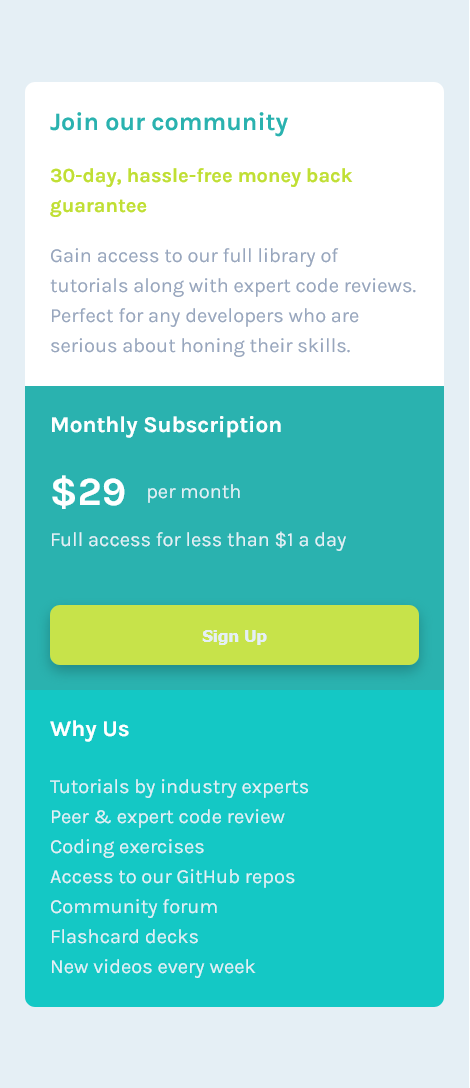 Join our community
30-day, hassle-free money back
guarantee
Gain access to our full library of
tutorials along with expert code reviews.
Perfect for any developers who are
serious about honing their skills.
Monthly Subscription
$29 per month
Full access for less than $1 a day
Sign Up
Why Us
Tutorials by industry experts
Peer & expert code review
Coding exercises
Access to our GitHub repos
Community forum
Flashcard decks
New videos every week